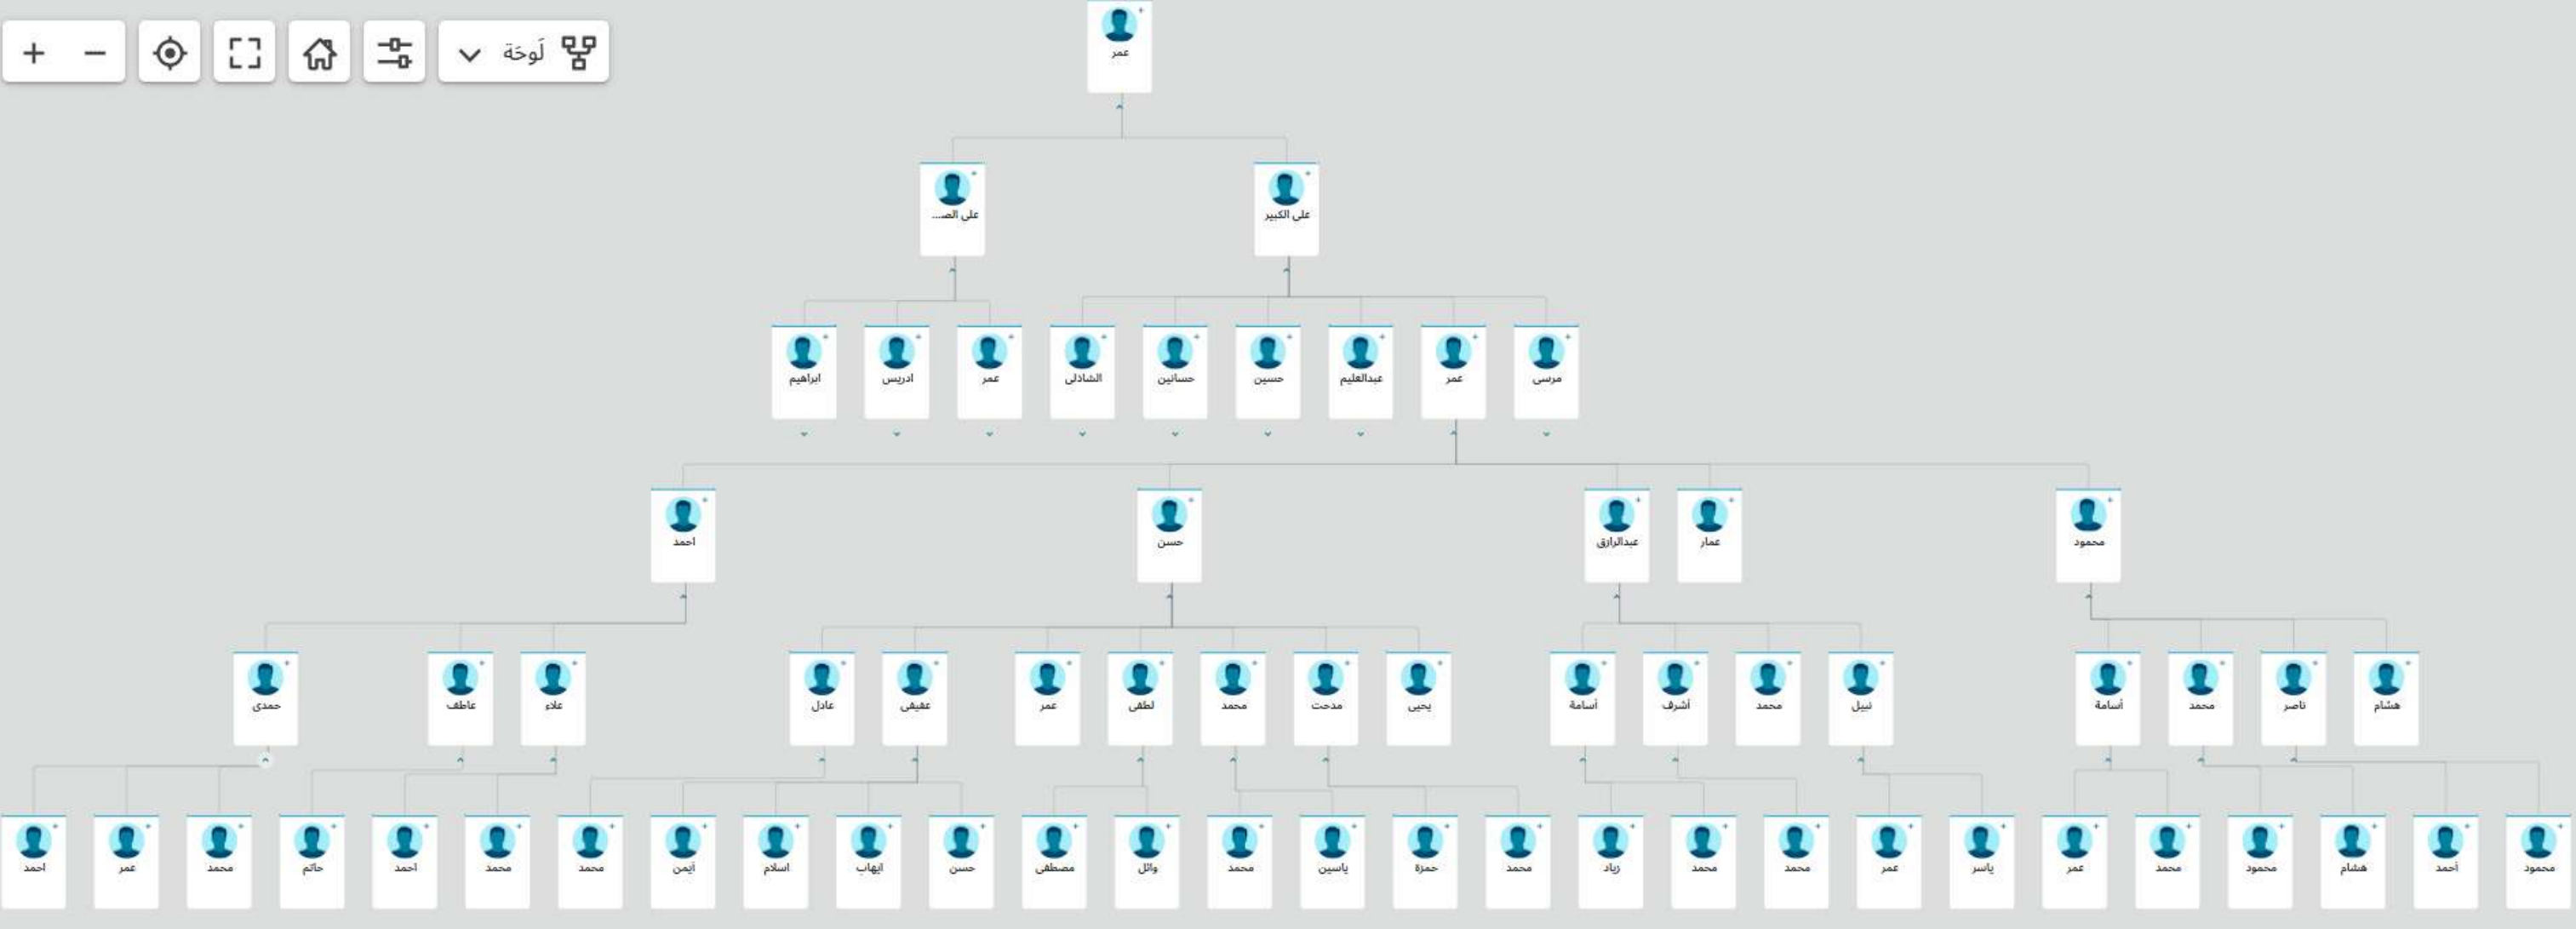 لَوحَة
عمر
على الكبير
على الصـ...
مرسى
عمر
عبدالعليم
حسين
حسانين
الشاذلى
عمر
ادريس
ابراهيم
محمود
عمار
عبدالرازق
حسن
احمد
هشام
ناصر
محمد
أسامة
نبيل
محمد
أشرف
أسامة
يحيى
مدحت
محمد
لطفى
عمر
عفيفى
عادل
علاء
عاطف
حمدى
محمود
أحمد
هشام
محمود
محمد
عمر
ياسر
عمر
محمد
محمد
زياد
محمد
حمزة
ياسين
محمد
وائل
مصطفى
حسن
ايهاب
اسلام
أيمن
محمد
محمد
احمد
حاتم
محمد
عمر
احمد